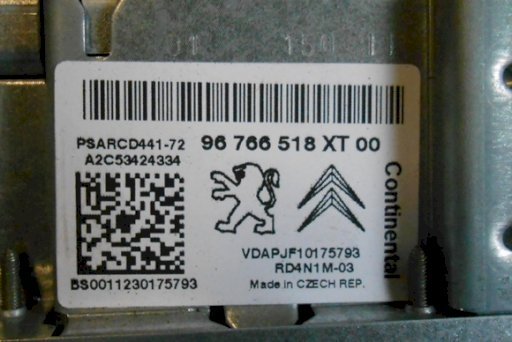 PSARCD441-72 96 766 518 XT 00
A2C53424334
Continental
VDAPJF10175793
RD4N1M-03
BS0011230175793 Made in CZECH REP.